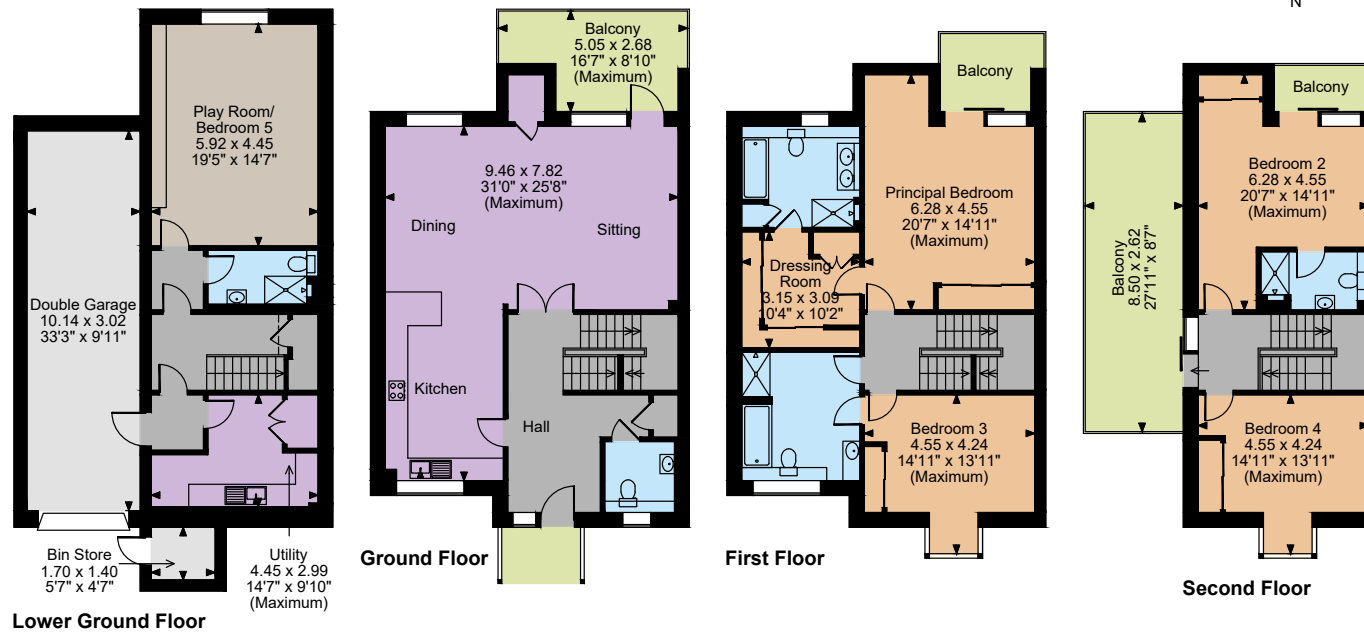 N
Play Room/
Bedroom 5
5.92 x 4.45
19'5" x 14'7"
Double Garage
10.14 x 3.02
33'3" x 9'11"
Bin Store
1.70 x 1.40
5'7" x 4'7"
Utility
4.45 x 2.99
14'7" x 9'10"
(Maximum)
Lower Ground Floor
Balcony
5.05 x 2.68
16'7" x 8'10"
(Maximum)
9.46 x 7.82
31'0" x 25'8"
(Maximum)
Dining
Sitting
Kitchen
Hall
Ground Floor
Balcony
Principal Bedroom
6.28 x 4.55
20'7" x 14'11"
(Maximum)
Dressing
Room
3.15 x 3.09
10'4" x 10'2"
Bedroom 3
4.55 x 4.24
14'11" x 13'11"
(Maximum)
First Floor
Balcony
Bedroom 2
6.28 x 4.55
20'7" x 14'11"
(Maximum)
Balcony
8.50 x 2.62
27'11" x 8'7"
Bedroom 4
4.55 x 4.24
14'11" x 13'11"
(Maximum)
Second Floor